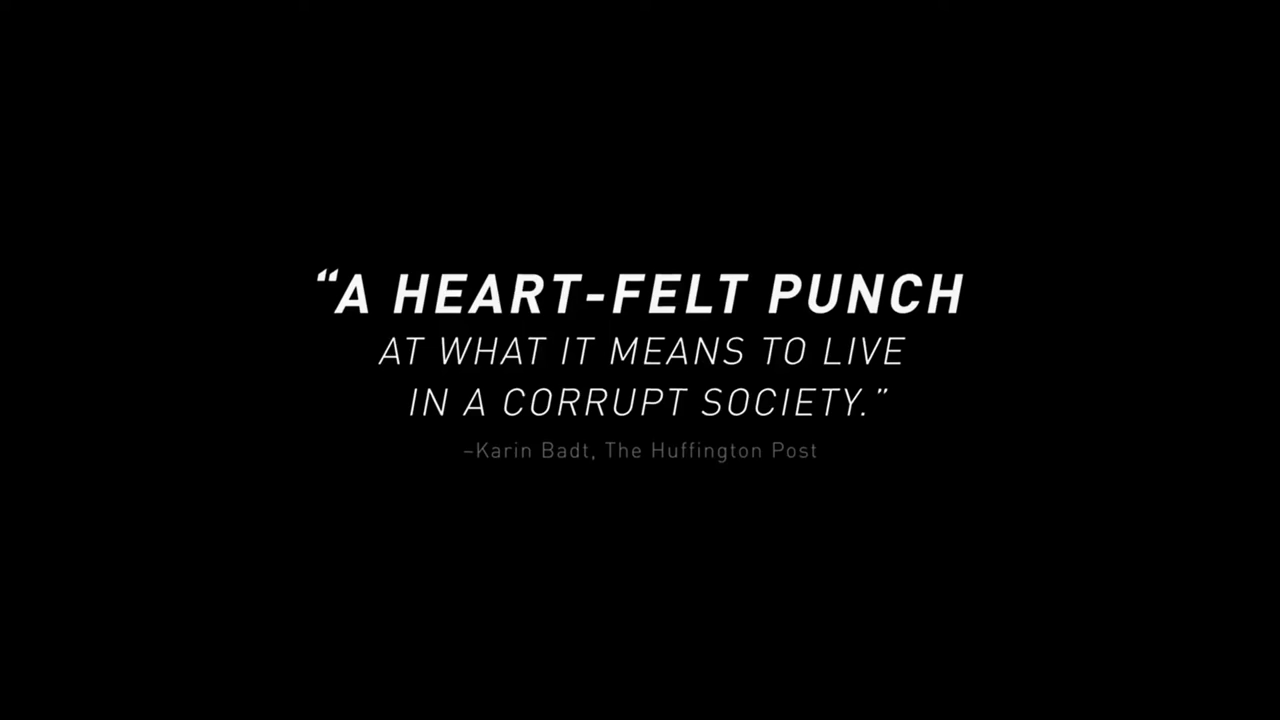 “A HEART-FELT PUNCH
AT WHAT IT MEANS TO LIVE
IN A CORRUPT SOCIETY.”
–Karin Badt, The Huffington Post